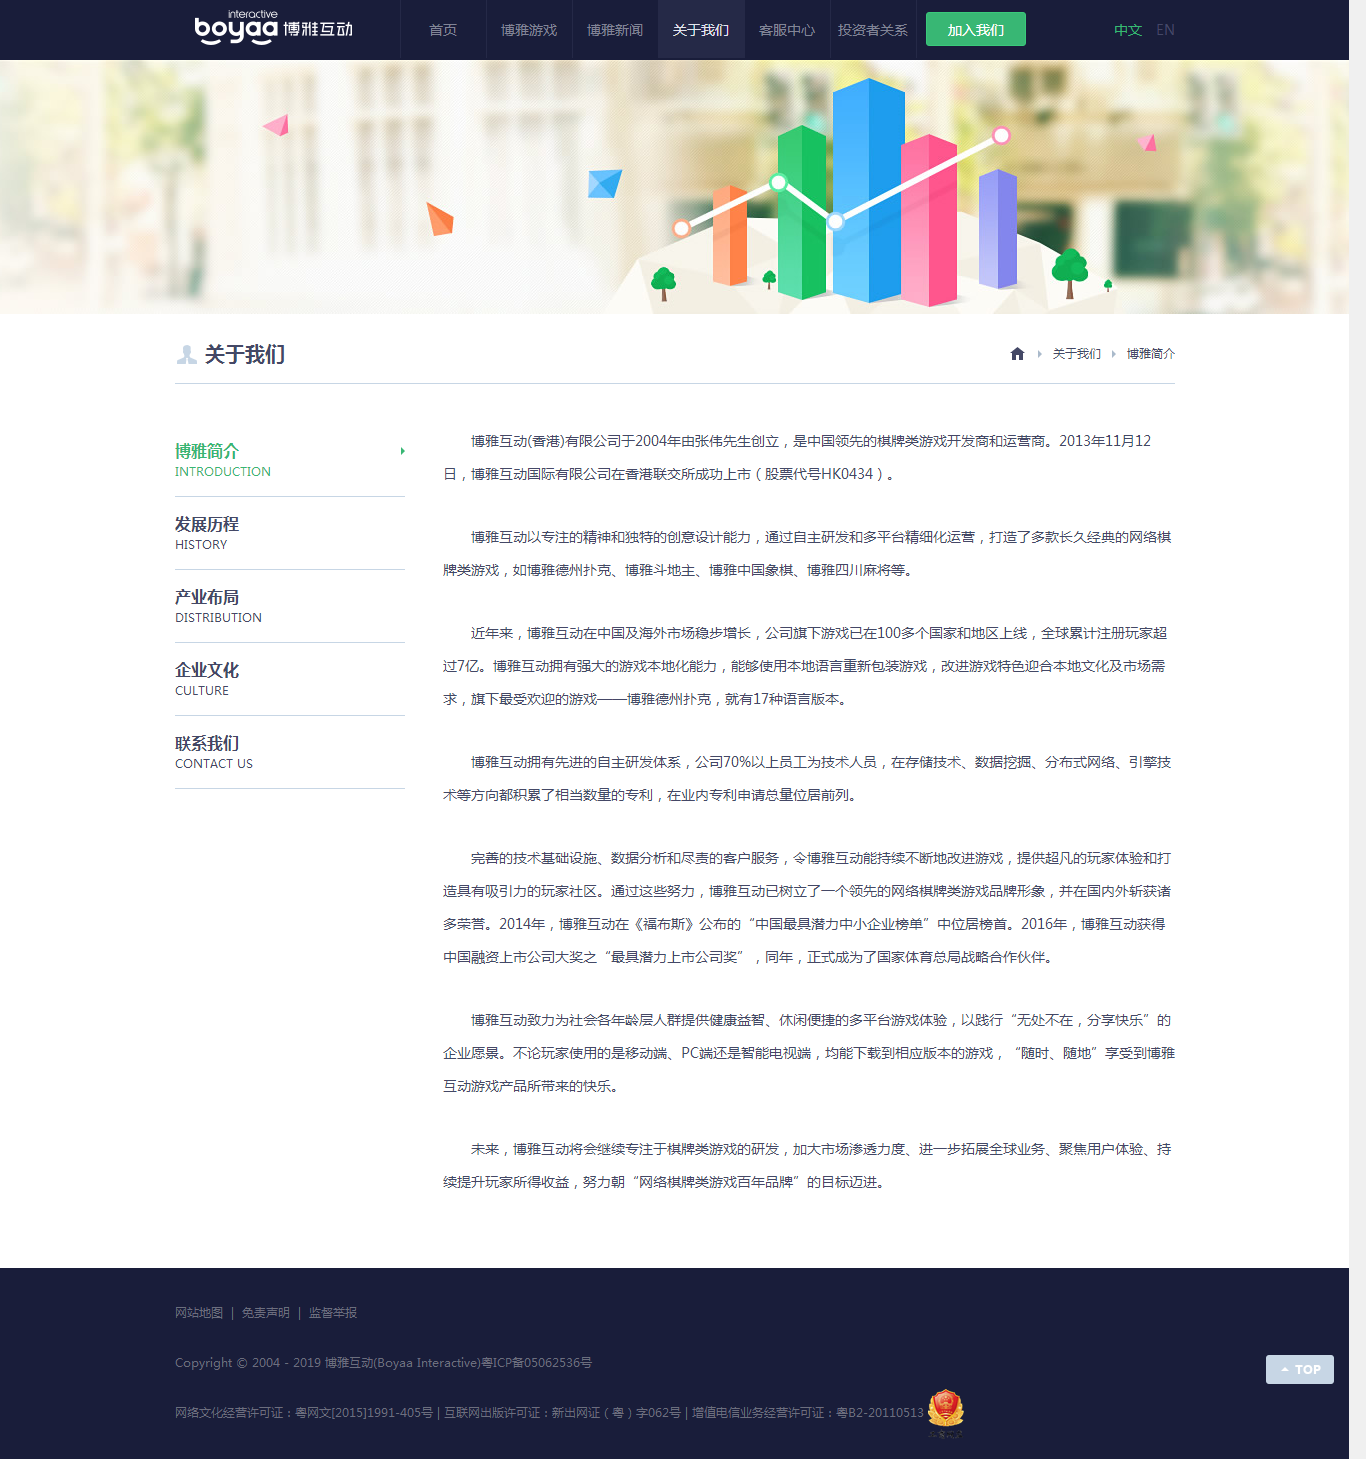 interactive
boyaa 博雅互动
首页 博雅游戏 博雅新闻 关于我们 客服中心 投资者关系 加入我们 中文 EN
关于我们
关于我们 博雅简介
博雅简介
INTRODUCTION
发展历程
HISTORY
产业布局
DISTRIBUTION
企业文化
CULTURE
联系我们
CONTACT US
博雅互动(香港)有限公司于2004年由张伟先生创立，是中国领先的棋牌类游戏开发商和运营商。2013年11月12
日，博雅互动国际有限公司在香港联交所成功上市（股票代号HK0434）。
博雅互动以专注的精神和独特的创意设计能力，通过自主研发和多平台精细化运营，打造了多款长久经典的网络棋
牌类游戏，如博雅德州扑克、博雅斗地主、博雅中国象棋、博雅四川麻将等。
近年来，博雅互动在中国及海外市场稳步增长，公司旗下游戏已在100多个国家和地区上线，全球累计注册玩家超
过7亿。博雅互动拥有强大的游戏本地化能力，能够使用本地语言重新包装游戏，改进游戏特色迎合本地文化及市场需
求，旗下最受欢迎的游戏——博雅德州扑克，就有17种语言版本。
博雅互动拥有先进的自主研发体系，公司70%以上员工为技术人员，在存储技术、数据挖掘、分布式网络、引擎技
术等方向都积累了相当数量的专利，在业内专利申请总量位居前列。
完善的技术基础设施、数据分析和尽责的客户服务，令博雅互动能持续不断地改进游戏，提供超凡的玩家体验和打
造具有吸引力的玩家社区。通过这些努力，博雅互动已树立了一个领先的网络棋牌类游戏品牌形象，并在国内外斩获诸
多荣誉。2014年，博雅互动在《福布斯》公布的“中国最具潜力中小企业榜单”中位居榜首。2016年，博雅互动获得
中国融资上市公司大奖之“最具潜力上市公司奖”，同年，正式成为了国家体育总局战略合作伙伴。
博雅互动致力为社会各年龄层人群提供健康益智、休闲便捷的多平台游戏体验，以践行“无处不在，分享快乐”的
企业愿景。不论玩家使用的是移动端、PC端还是智能电视端，均能下载到相应版本的游戏，“随时、随地”享受到博雅
互动游戏产品所带来的快乐。
未来，博雅互动将会继续专注于棋牌类游戏的研发，加大市场渗透力度、进一步拓展全球业务、聚焦用户体验、持
续提升玩家所得收益，努力朝“网络棋牌类游戏百年品牌”的目标迈进。
网站地图 | 免责声明 | 监督举报
Copyright © 2004 - 2019 博雅互动(Boyaa Interactive)粤ICP备05062536号
TOP
网络文化经营许可证：粤网文[2015]1991-405号 | 互联网出版许可证：新出网证（粤）字062号 | 增值电信业务经营许可证：粤B2-20110513